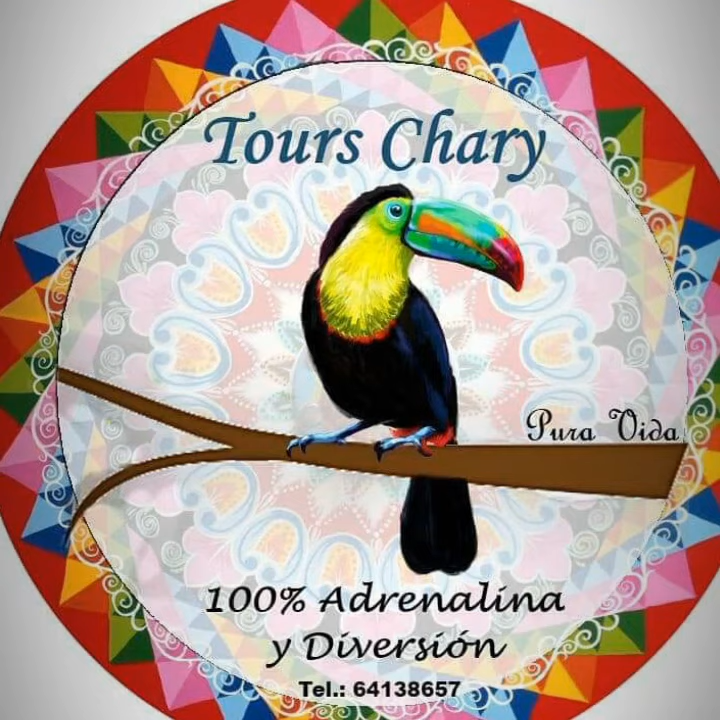 Tours Chary
Pura Vida
100% Adrenalina
y Diversión
Tel.: 64138657